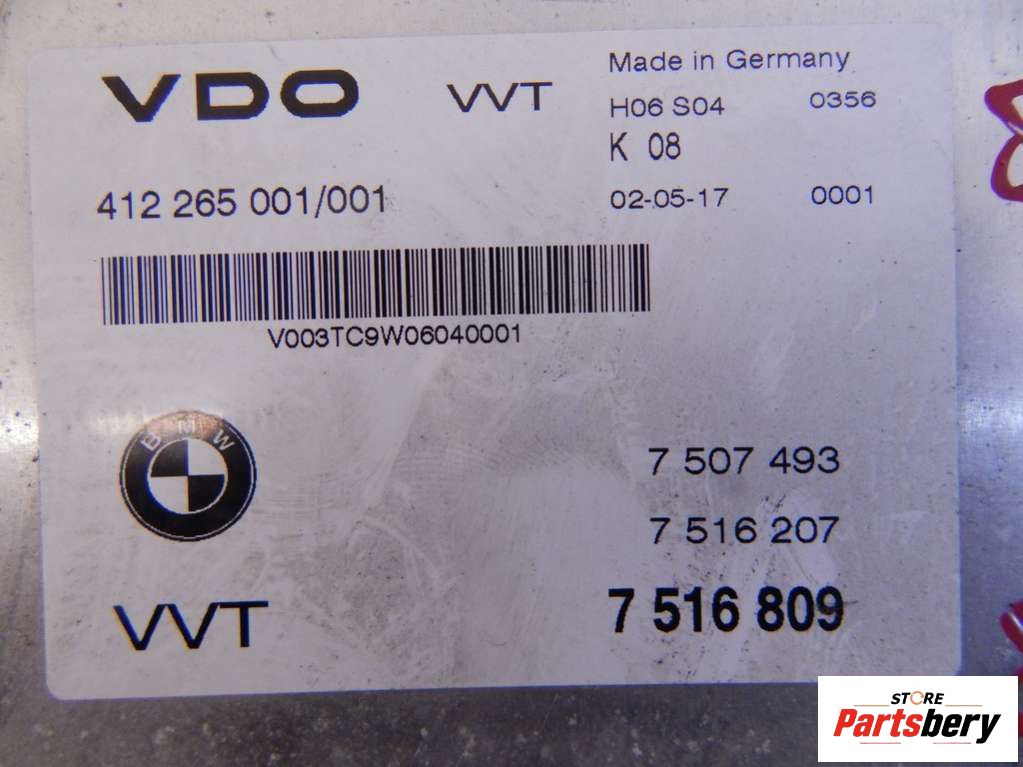 VDO VVT Made in Germany
H06 S04 0356
K 08
412 265 001/001 02-05-17 0001
V003TC9W06040001
BMW
7 507 493
7 516 207
VVT 7 516 809
STORE
Partsbery